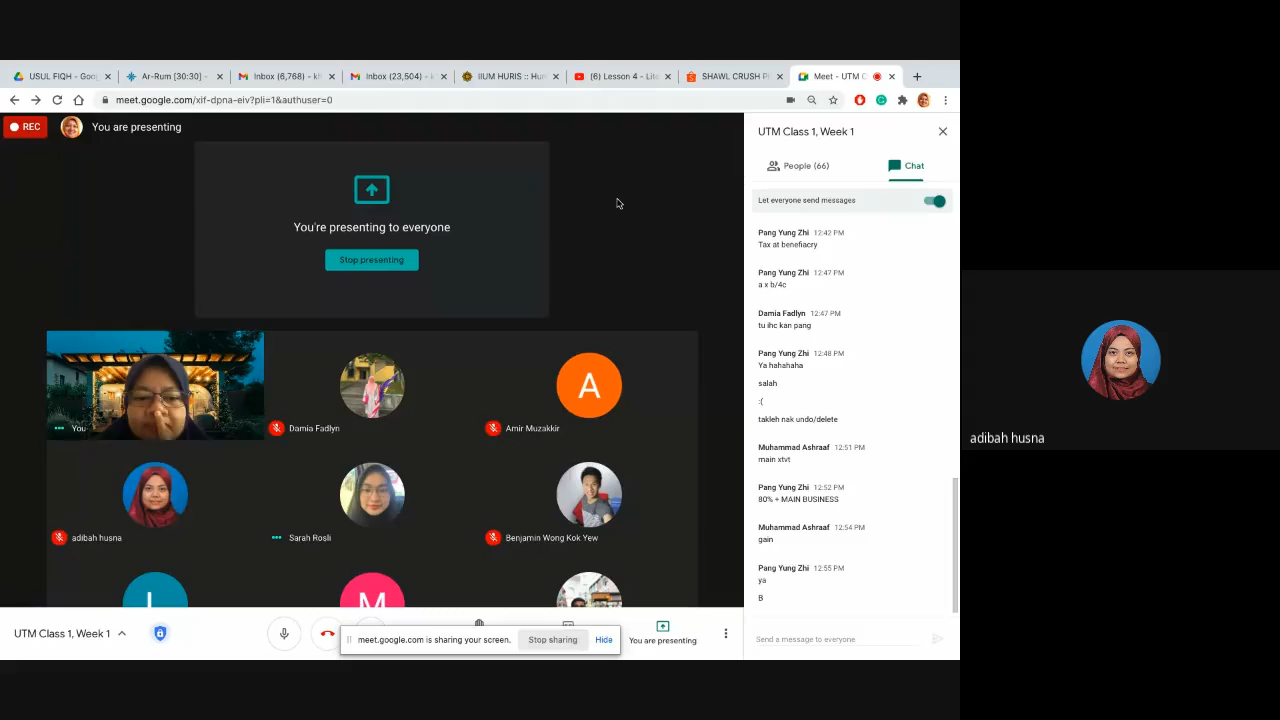 USUL FIQH - Goo
Ar-Rum [30:30] -
Inbox (6,768) - kh
Inbox (23,504) -
IIUM HURIS :: Hum
(6) Lesson 4 - Lite
SHAWL CRUSH P
Meet - UTM C
meet.google.com/xif-dpna-eiv?pli=1&authuser=0
REC
You are presenting
You're presenting to everyone
Stop presenting
You
Damia Fadlyn
A
Amir Muzakkir
adibah husna
Sarah Rosli
Benjamin Wong Kok Yew
L
M
UTM Class 1, Week 1
meet.google.com is sharing your screen.
Stop sharing
Hide
You are presenting
UTM Class 1, Week 1
People (66)
Chat
Let everyone send messages
Pang Yung Zhi 12:42 PM
Tax at benefiacry
Pang Yung Zhi 12:47 PM
a x b/4c
Damia Fadlyn 12:47 PM
tu ihc kan pang
Pang Yung Zhi 12:48 PM
Ya hahahaha
salah
:(
takleh nak undo/delete
Muhammad Ashraaf 12:51 PM
main xtvt
Pang Yung Zhi 12:52 PM
80% + MAIN BUSINESS
Muhammad Ashraaf 12:54 PM
gain
Pang Yung Zhi 12:55 PM
ya
B
Send a message to everyone
adibah husna